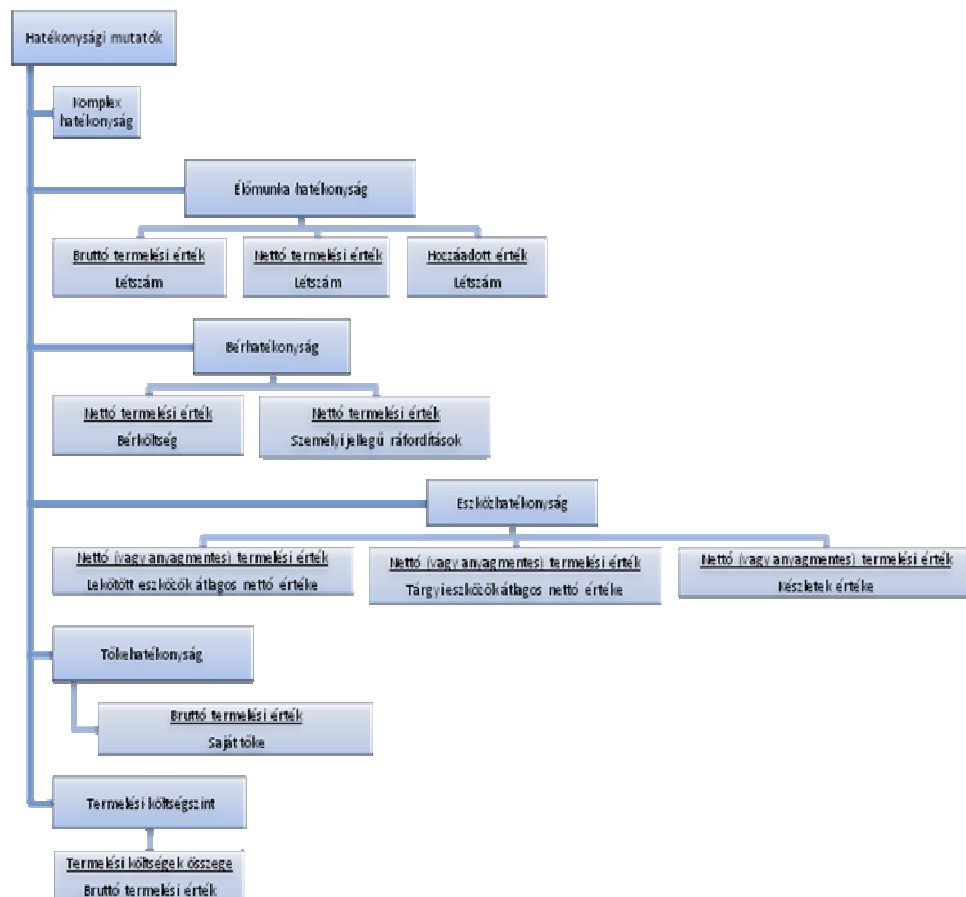 Hatékonysági mutatók
Komplex
hatékonyság
Élőmunka hatékonyság
Bruttó termelési érték
Létszám
Nettó termelési érték
Létszám
Hozzáadott érték
Létszám
Bérhatékonyság
Nettó termelési érték
Bérköltség
Nettó termelési érték
Személyi jellegű ráfordítások
Eszközhatékonyság
Nettó (vagy anyagmentes) termelési érték
Lekötött eszközök átlagos nettó értéke
Nettó (vagy anyagmentes) termelési érték
Tárgyi eszközök átlagos nettó értéke
Nettó (vagy anyagmentes) termelési érték
Készletek értéke
Tőkehatékonyság
Bruttó termelési érték
Saját tőke
Termelési költségszint
Termelési költségek összege
Bruttó termelési érték